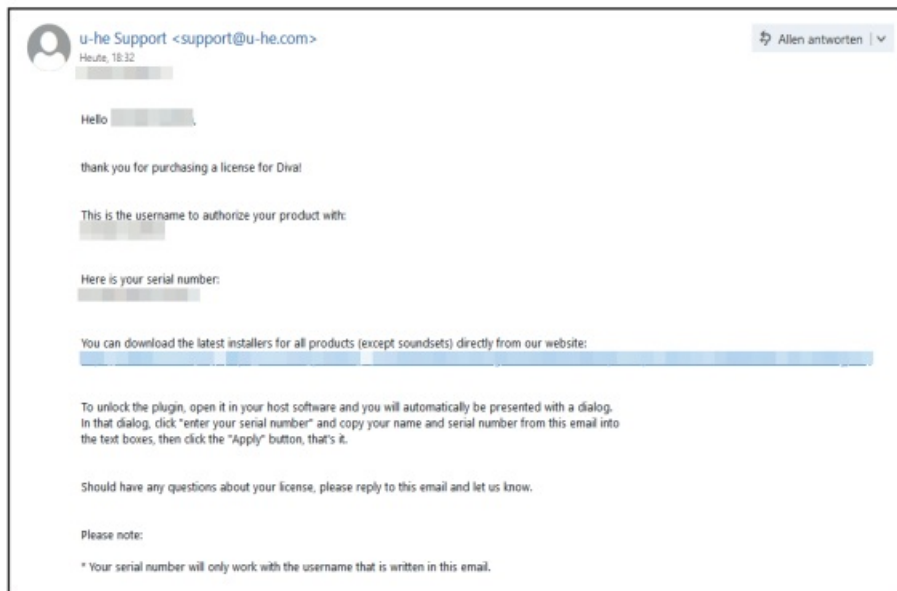 u-he Support <support@u-he.com>
Allen antworten
Heute, 18:32
Hello ,
thank you for purchasing a license for Diva!
This is the username to authorize your product with:
Here is your serial number:
You can download the latest installers for all products (except soundsets) directly from our website:
To unlock the plugin, open it in your host software and you will automatically be presented with a dialog.
In that dialog, click "enter your serial number" and copy your name and serial number from this email into
the text boxes, then click the "Apply" button, that's it.
Should have any questions about your license, please reply to this email and let us know.
Please note:
* Your serial number will only work with the username that is written in this email.